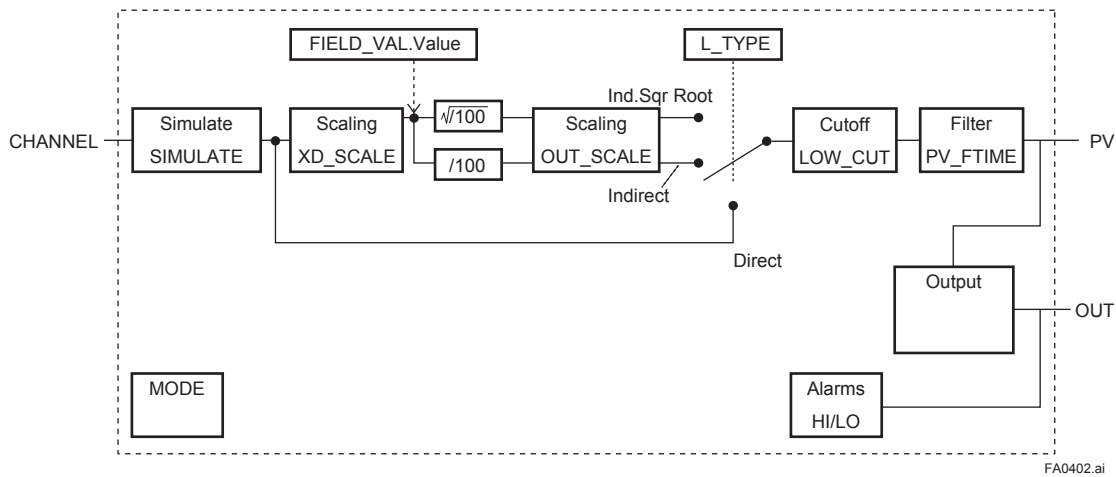 FIELD_VAL.Value
L_TYPE
CHANNEL
Simulate
SIMULATE
Scaling
XD_SCALE
√/100
/100
Scaling
OUT_SCALE
Ind.Sqr Root
Indirect
Direct
Cutoff
LOW_CUT
Filter
PV_FTIME
PV
Output
OUT
MODE
Alarms
HI/LO
FA0402.ai